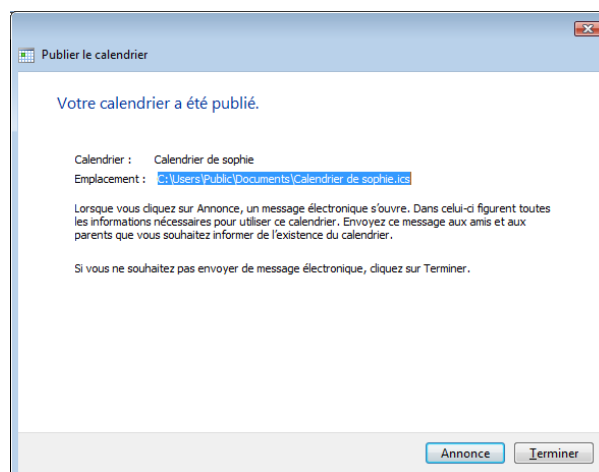 Publier le calendrier
Votre calendrier a été publié.
Calendrier : Calendrier de sophie
Emplacement : C:\Users\Public\Documents\Calendrier de sophie.ics
Lorsque vous cliquez sur Annonce, un message électronique s'ouvre. Dans celui-ci figurent toutes
les informations nécessaires pour utiliser ce calendrier. Envoyez ce message aux amis et aux
parents que vous souhaitez informer de l'existence du calendrier.
Si vous ne souhaitez pas envoyer de message électronique, cliquez sur Terminer.
Annonce Terminer